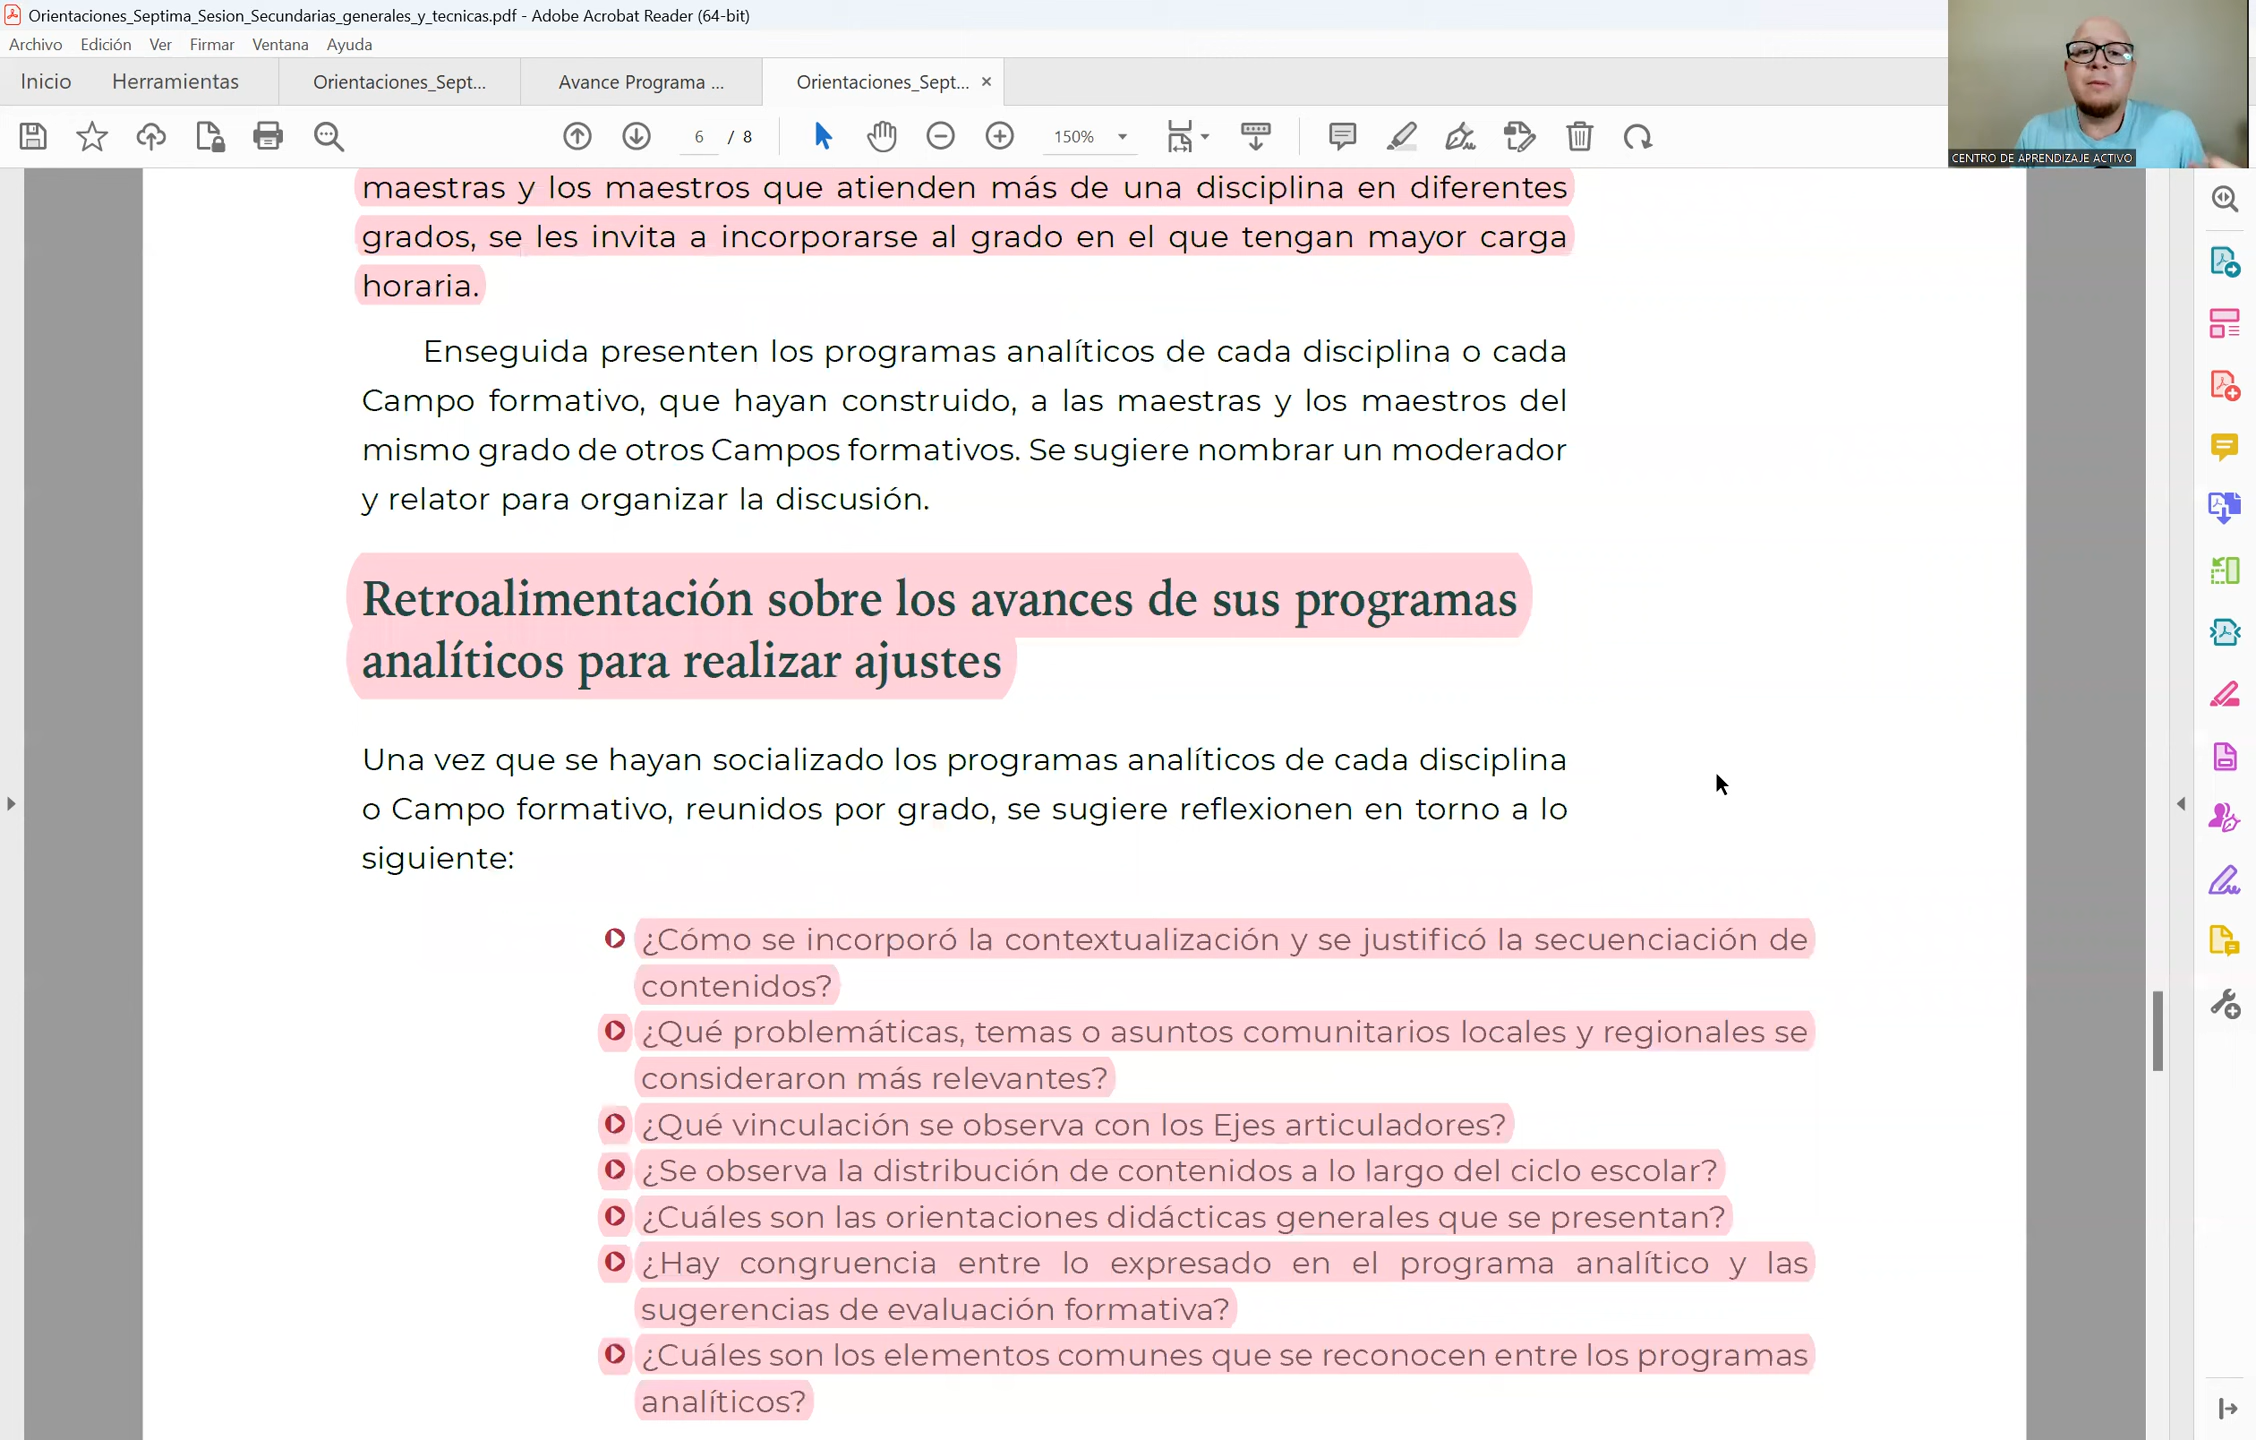 Orientaciones_Septima_Sesion_Secundarias_generales_y_tecnicas.pdf - Adobe Acrobat Reader (64-bit)
Archivo Edición Ver Firmar Ventana Ayuda
Inicio Herramientas Orientaciones_Sept... Avance Programa ... Orientaciones_Sept... ×
6 / 8 150%
CENTRO DE APRENDIZAJE ACTIVO
maestras y los maestros que atienden más de una disciplina en diferentes
grados, se les invita a incorporarse al grado en el que tengan mayor carga
horaria.
Enseguida presenten los programas analíticos de cada disciplina o cada
Campo formativo, que hayan construido, a las maestras y los maestros del
mismo grado de otros Campos formativos. Se sugiere nombrar un moderador
y relator para organizar la discusión.
Retroalimentación sobre los avances de sus programas
analíticos para realizar ajustes
Una vez que se hayan socializado los programas analíticos de cada disciplina
o Campo formativo, reunidos por grado, se sugiere reflexionen en torno a lo
siguiente:
¿Cómo se incorporó la contextualización y se justificó la secuenciación de
contenidos?
¿Qué problemáticas, temas o asuntos comunitarios locales y regionales se
consideraron más relevantes?
¿Qué vinculación se observa con los Ejes articuladores?
¿Se observa la distribución de contenidos a lo largo del ciclo escolar?
¿Cuáles son las orientaciones didácticas generales que se presentan?
¿Hay congruencia entre lo expresado en el programa analítico y las
sugerencias de evaluación formativa?
¿Cuáles son los elementos comunes que se reconocen entre los programas
analíticos?